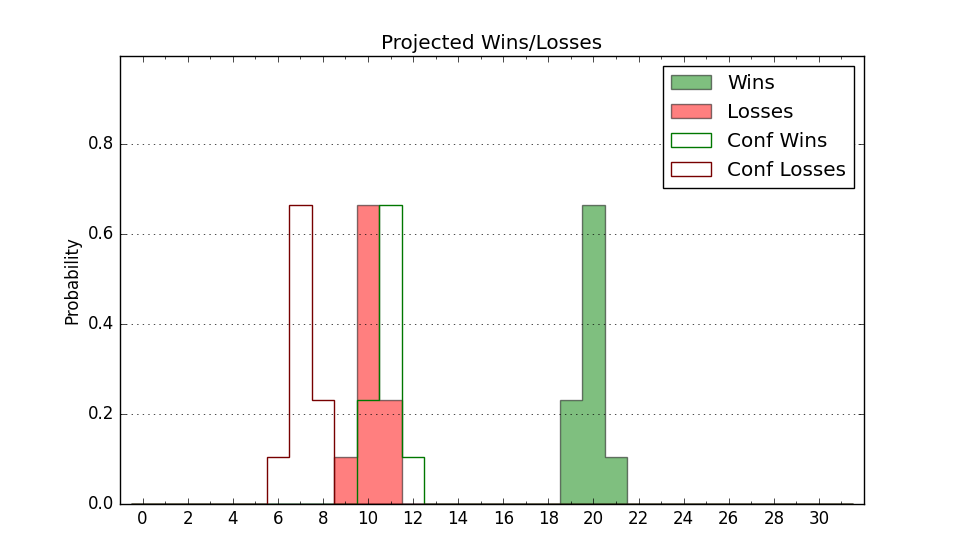 Projected Wins/Losses
Wins
Losses
Conf Wins
Conf Losses
Probability
0.8
0.6
0.4
0.2
0.0
0 2 4 6 8 10 12 14 16 18 20 22 24 26 28 30